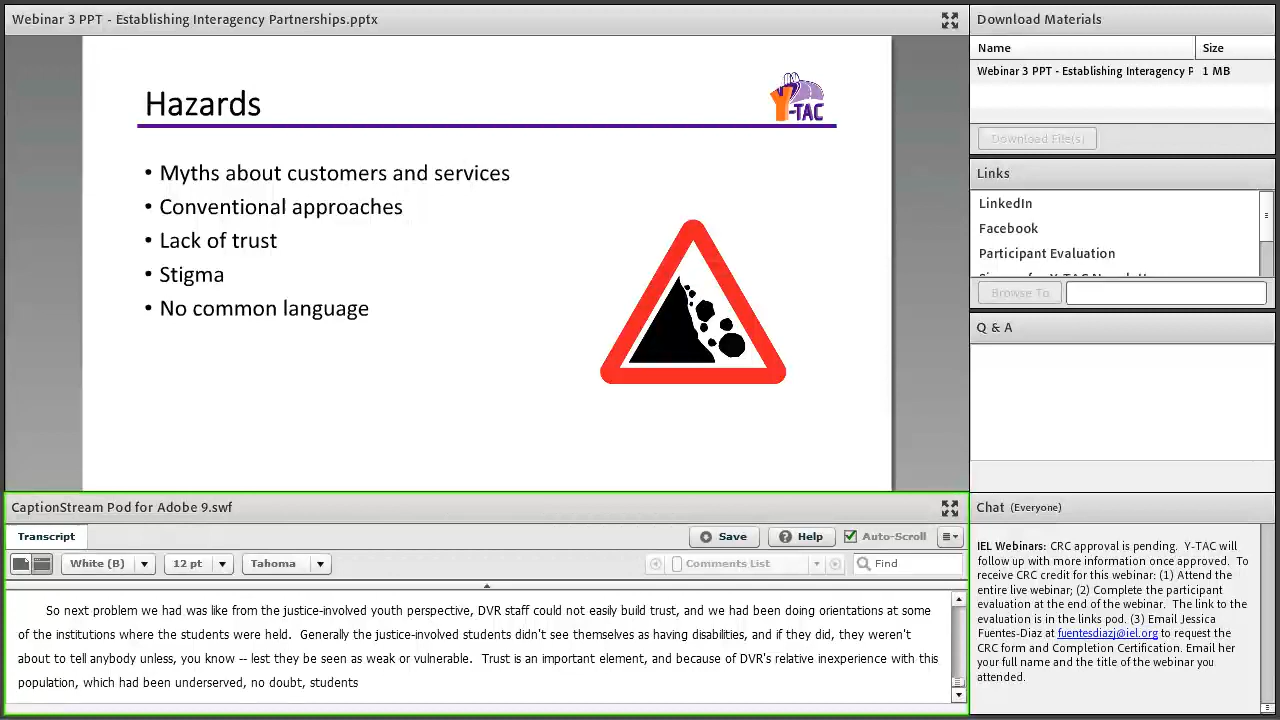 Webinar 3 PPT - Establishing Interagency Partnerships.pptx
Hazards
Y-TAC
• Myths about customers and services
• Conventional approaches
• Lack of trust
• Stigma
• No common language
CaptionStream Pod for Adobe 9.swf
Transcript
Save
Help
Auto-Scroll
White (B)
12 pt
Tahoma
Comments List
Find
So next problem we had was like from the justice-involved youth perspective, DVR staff could not easily build trust, and we had been doing orientations at some
of the institutions where the students were held. Generally the justice-involved students didn't see themselves as having disabilities, and if they did, they weren't
about to tell anybody unless, you know -- lest they be seen as weak or vulnerable. Trust is an important element, and because of DVR's relative inexperience with this
population, which had been underserved, no doubt, students
Download Materials
Name Size
Webinar 3 PPT - Establishing Interagency P 1 MB
Download File(s)
Links
LinkedIn
Facebook
Participant Evaluation
Browse To
Q & A
Chat (Everyone)
IEL Webinars: CRC approval is pending. Y-TAC will
follow up with more information once approved. To
receive CRC credit for this webinar: (1) Attend the
entire live webinar; (2) Complete the participant
evaluation at the end of the webinar. The link to the
evaluation is in the links pod. (3) Email Jessica
Fuentes-Diaz at fuentesdiazj@iel.org to request the
CRC form and Completion Certification. Email her
your full name and the title of the webinar you
attended.